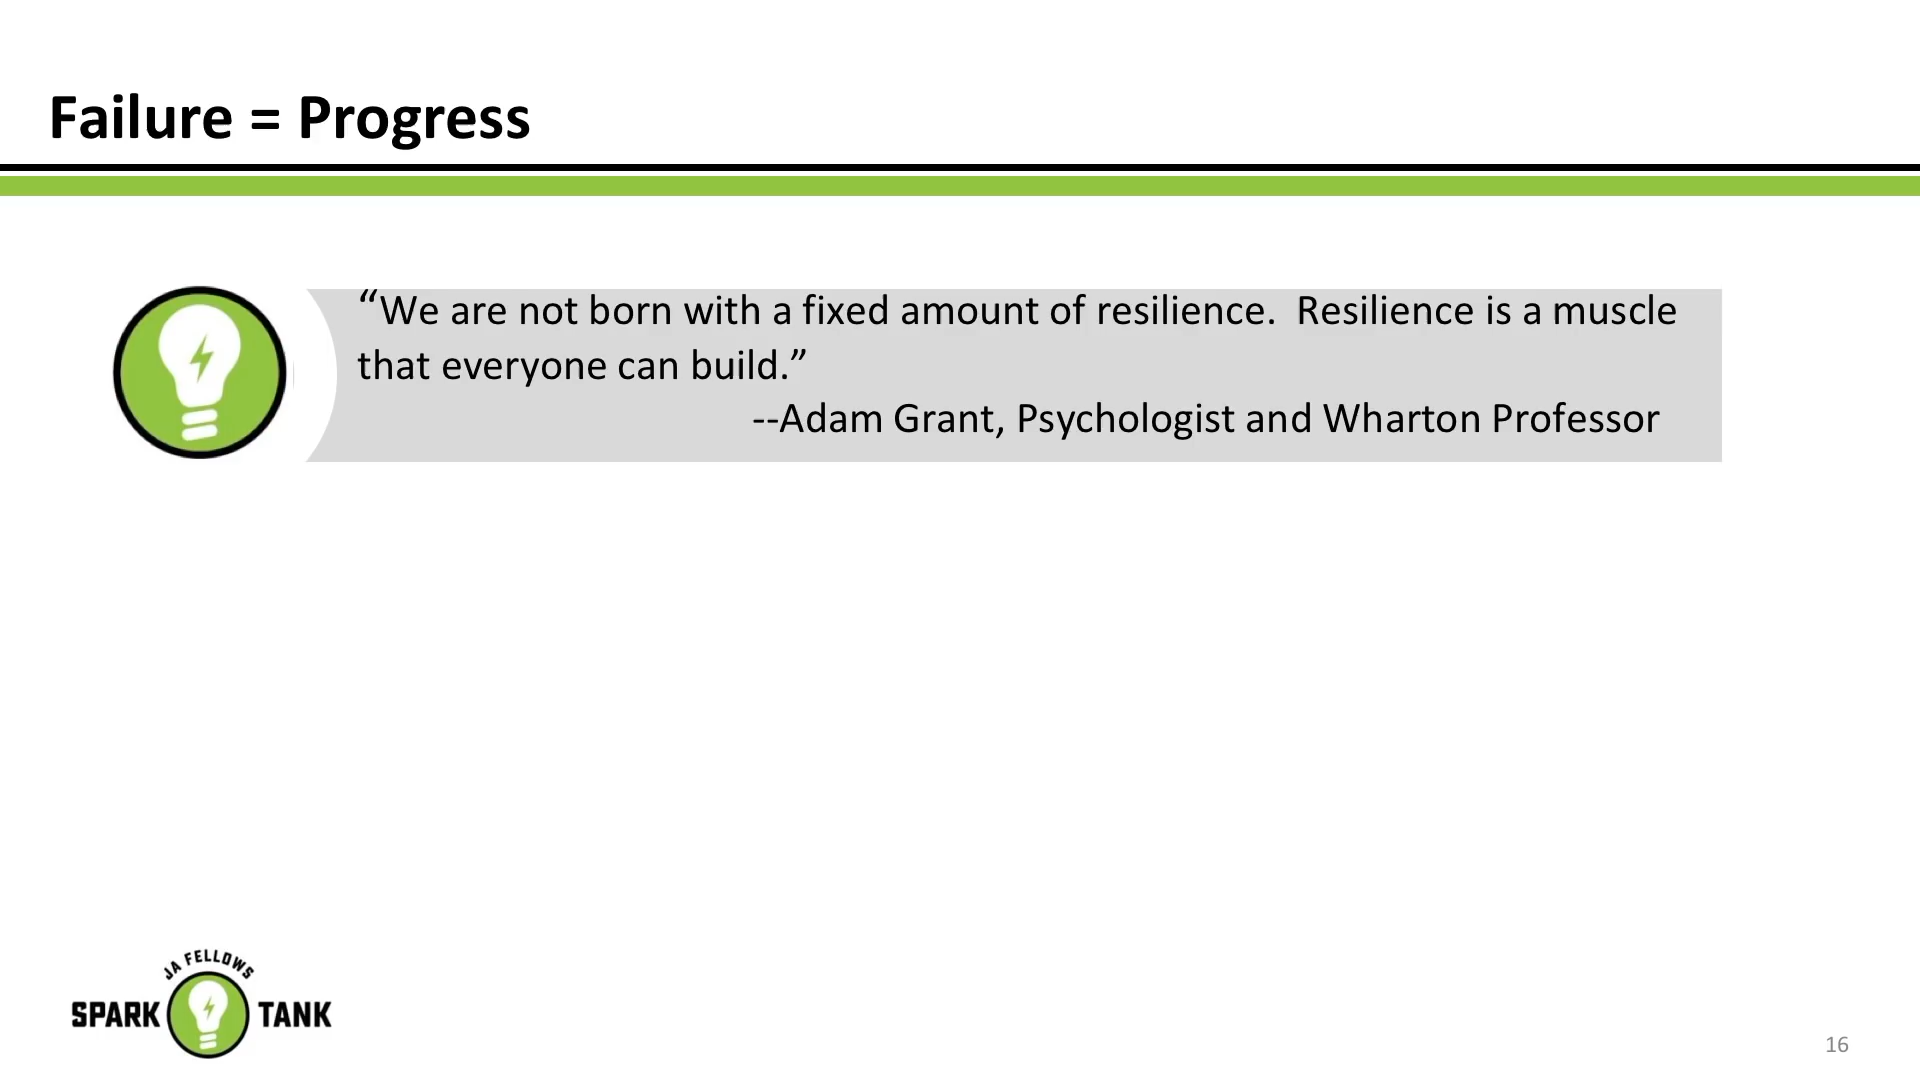 Failure = Progress
“We are not born with a fixed amount of resilience.  Resilience is a muscle
that everyone can build.”
--Adam Grant, Psychologist and Wharton Professor
JA FELLOWS
SPARK TANK
16